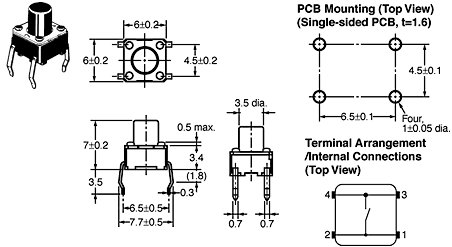 6±0.2
6±0.2
4.5±0.2
PCB Mounting (Top View)
(Single-sided PCB, t=1.6)
4.5±0.1
6.5±0.1
Four,
1±0.05 dia.
3.5 dia.
0.5 max.
7±0.2
3.4
(1.8)
3.5
0.3
6.5±0.5
7.7±0.5
0.7
0.7
Terminal Arrangement
/Internal Connections
(Top View)
4
3
2
1